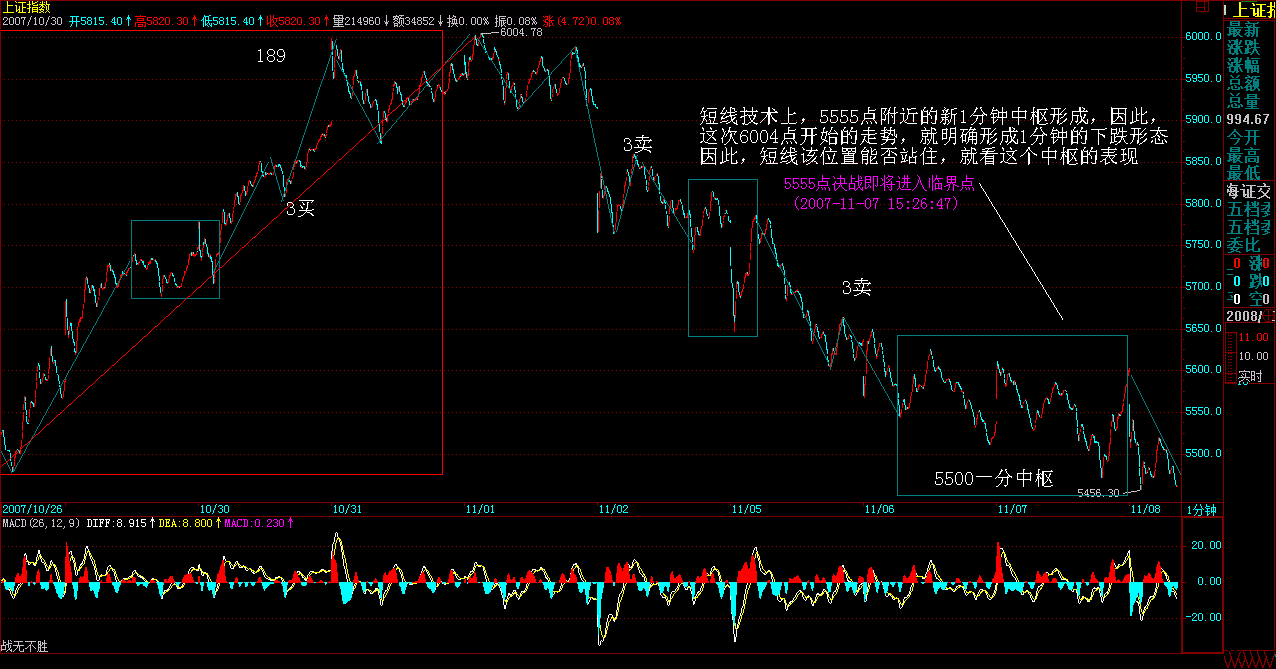 上证指数
2007/10/30 开5815.40↑高5820.30↑低5815.40↑收5820.30↑量214960↓额34852↓换0.00% 振0.08% 涨(4.72)0.08%
189
6004.78
3买
3卖
短线技术上，5555点附近的新1分钟中枢形成，因此，
这次6004点开始的走势，就明确形成1分钟的下跌形态
因此，短线该位置能否站住，就看这个中枢的表现
5555点决战即将进入临界点
(2007-11-07 15:26:47)
3卖
5500一分中枢
5456.30
6000.0
5950.0
5900.0
5850.0
5800.0
5750.0
5700.0
5650.0
5600.0
5550.0
5500.0
2007/10/26 10/30 10/31 11/01 11/02 11/05 11/06 11/07 11/08 1分钟
MACD(26,12,9) DIFF:8.915↑DEA:8.800↑MACD:0.230↑
20.00
0.00
-20.00
战无不胜
上证指
最新
涨跌
涨幅
总额
总量
994.67
今开
最高
最低
海证交
五档
五档
委比
0 涨0
0 跌0
0 空0
2008/
11.00
10.00
实时